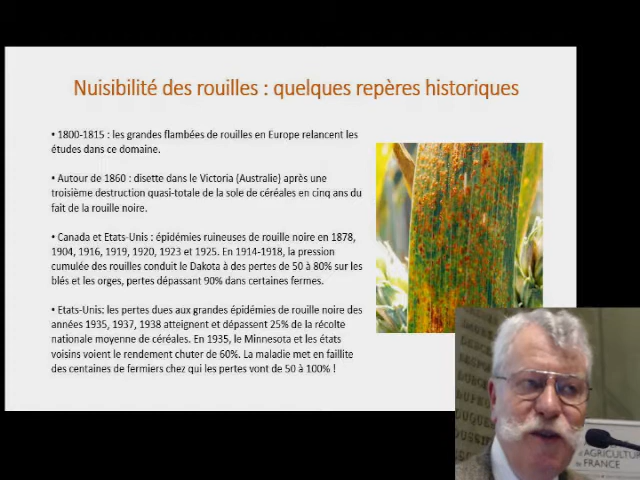 Nuisibilité des rouilles : quelques repères historiques
• 1800-1815 : les grandes flambées de rouilles en Europe relancent les
études dans ce domaine.
• Autour de 1860 : disette dans le Victoria (Australie) après une
troisième destruction quasi-totale de la sole de céréales en cinq ans du
fait de la rouille noire.
• Canada et Etats-Unis : épidémies ruineuses de rouille noire en 1878,
1904, 1916, 1919, 1920, 1923 et 1925. En 1914-1918, la pression
cumulée des rouilles conduit le Dakota à des pertes de 50 à 80% sur les
blés et les orges, pertes dépassant 90% dans certaines fermes.
• Etats-Unis: les pertes dues aux grandes épidémies de rouille noire des
années 1935, 1937, 1938 atteignent et dépassent 25% de la récolte
nationale moyenne de céréales. En 1935, le Minnesota et les états
voisins voient le rendement chuter de 60%. La maladie met en faillite
des centaines de fermiers chez qui les pertes vont de 50 à 100% !
d'AGRICULTU
DE FRANCE